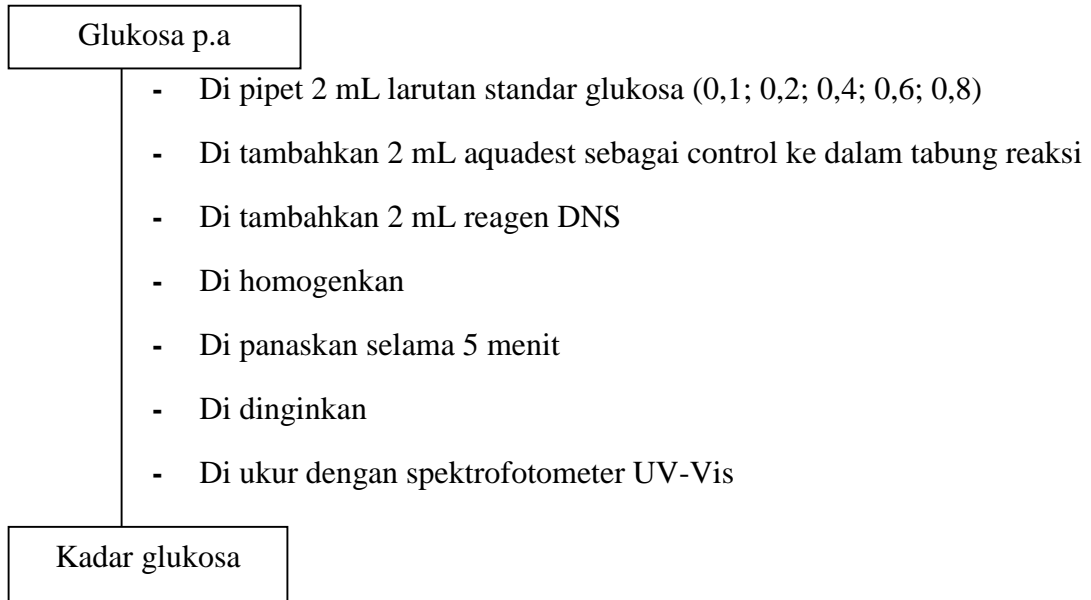 Glukosa p.a
- Di pipet 2 mL larutan standar glukosa (0,1; 0,2; 0,4; 0,6; 0,8)
- Di tambahkan 2 mL aquadest sebagai control ke dalam tabung reaksi
- Di tambahkan 2 mL reagen DNS
- Di homogenkan
- Di panaskan selama 5 menit
- Di dinginkan
- Di ukur dengan spektrofotometer UV-Vis
Kadar glukosa